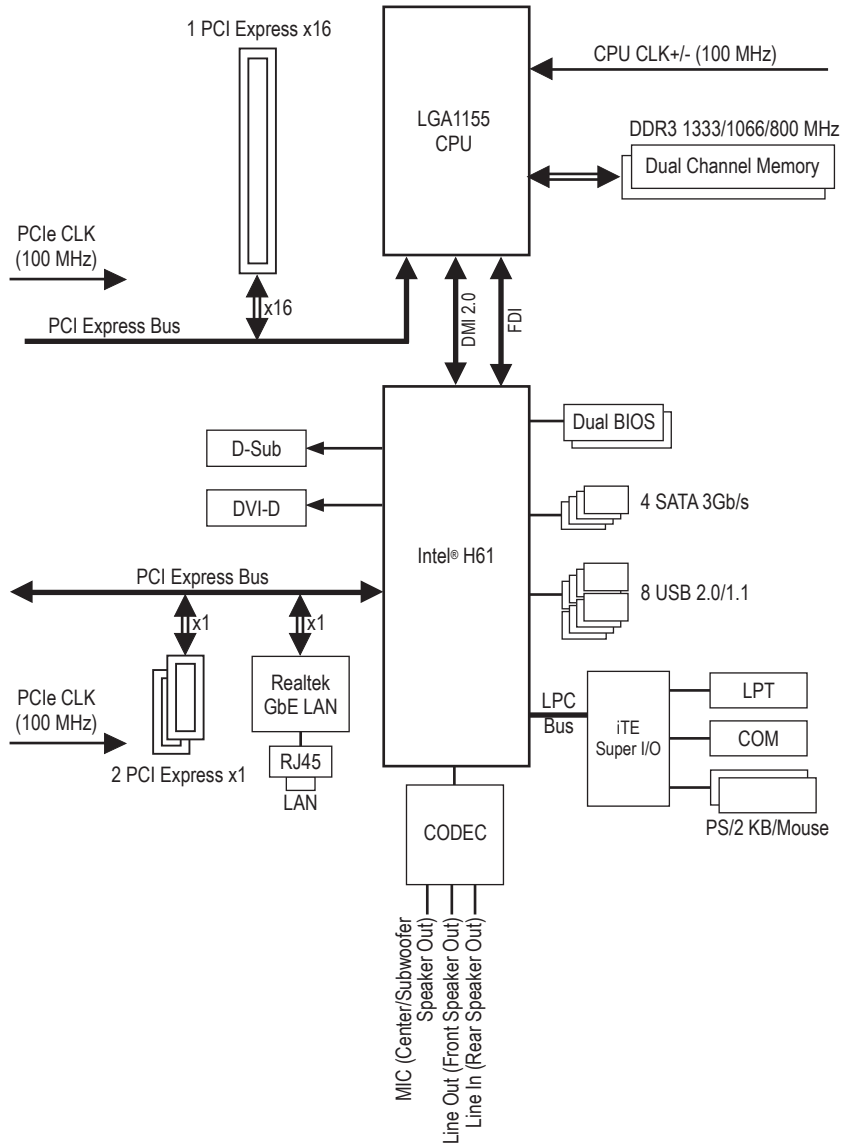 1 PCI Express x16
CPU CLK+/- (100 MHz)
LGA1155
CPU
DDR3 1333/1066/800 MHz
Dual Channel Memory
PCIe CLK
(100 MHz)
x16
PCI Express Bus
DMI 2.0
FDI
Dual BIOS
D-Sub
4 SATA 3Gb/s
DVI-D
Intel® H61
PCI Express Bus
8 USB 2.0/1.1
x1
x1
Realtek
GbE LAN
PCIe CLK
(100 MHz)
LPC
Bus
iTE
Super I/O
LPT
COM
RJ45
LAN
2 PCI Express x1
PS/2 KB/Mouse
CODEC
MIC (Center/Subwoofer
Speaker Out)
Line Out (Front Speaker Out)
Line In (Rear Speaker Out)